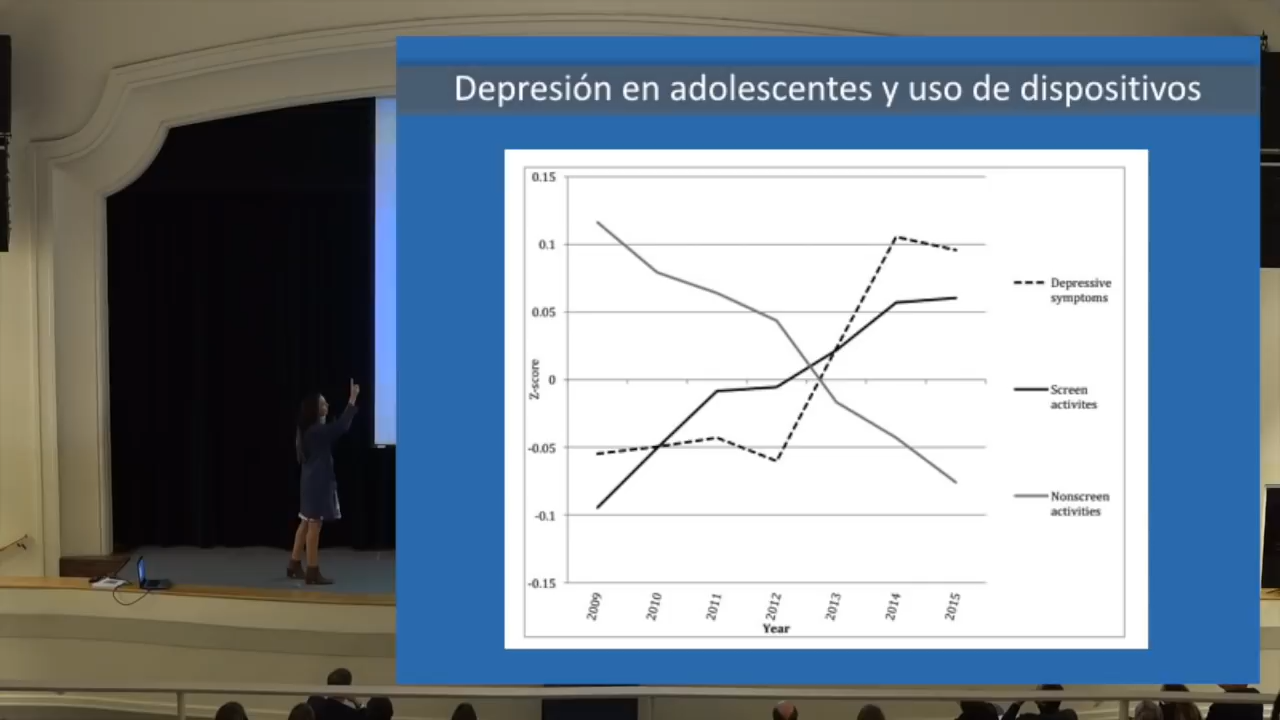 Depresión en adolescentes y uso de dispositivos
0.15
0.1
0.05
0
-0.05
-0.1
-0.15
Z-score
2009
2010
2011
2012
2013
2014
2015
Year
Depressive
symptoms
Screen
activites
Nonscreen
activities